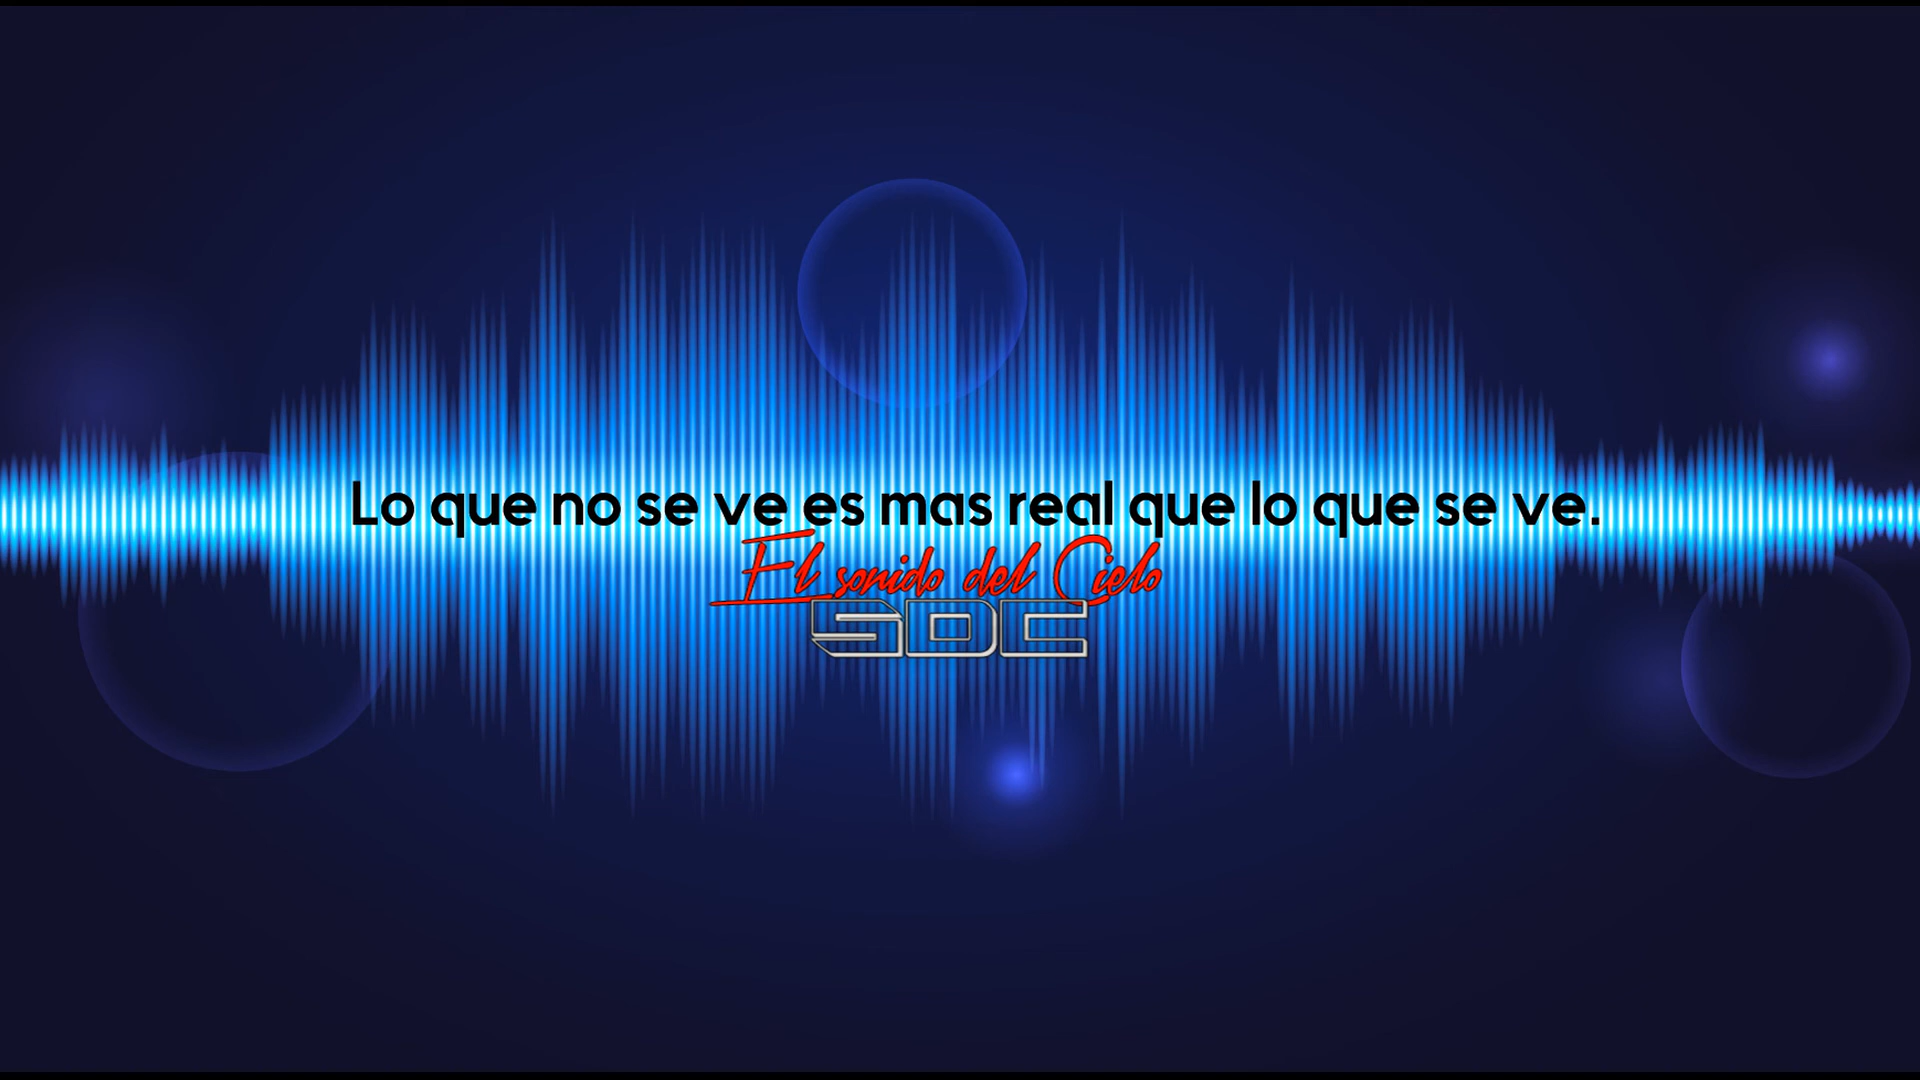 Lo que no se ve es mas real que lo que se ve.
El sonido del Cielo
SDC